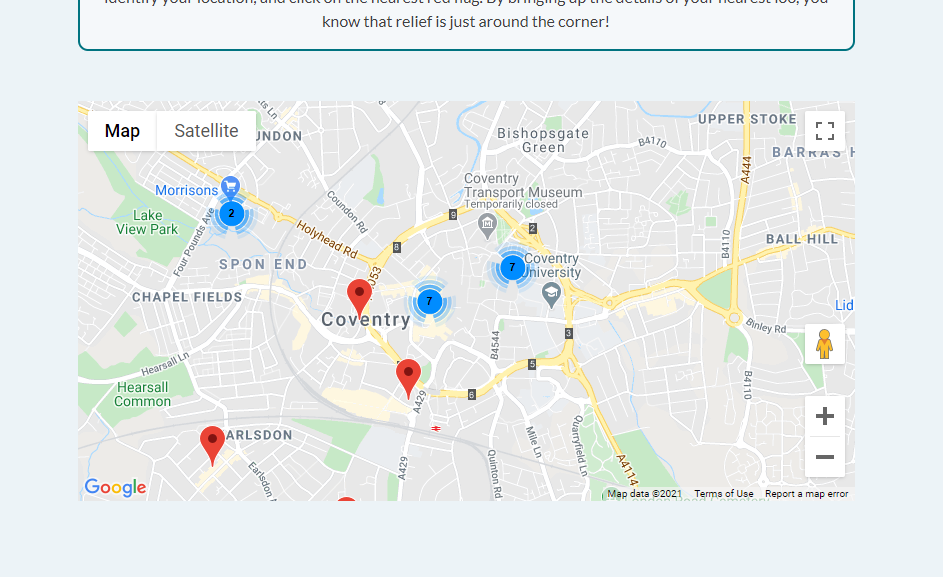 know that relief is just around the corner!
Map
Satellite
UPPER STOKE
Bishopsgate
Green
BA110
A444
BARRAS H
Coventry
Transport Museum
Temporarily closed
Morrisons
2
Lake
View Park
Four Pounds Ave
Coundon Rd
Holyhead Rd
9
2
8
B4110
BALL HILL
SPON END
7
Coventry
University
CHAPEL FIELDS
7
Coventry
Lid
Binley Rd
3
B4544
Hearsall Ln
5
B4110
Hearsall
Common
6
A429
ARLSDON
Mile Ln
Quarryfield Ln
A429
Quinton Rd
A4114
Earlsdon
Google
Map data ©2021
Terms of Use
Report a map error